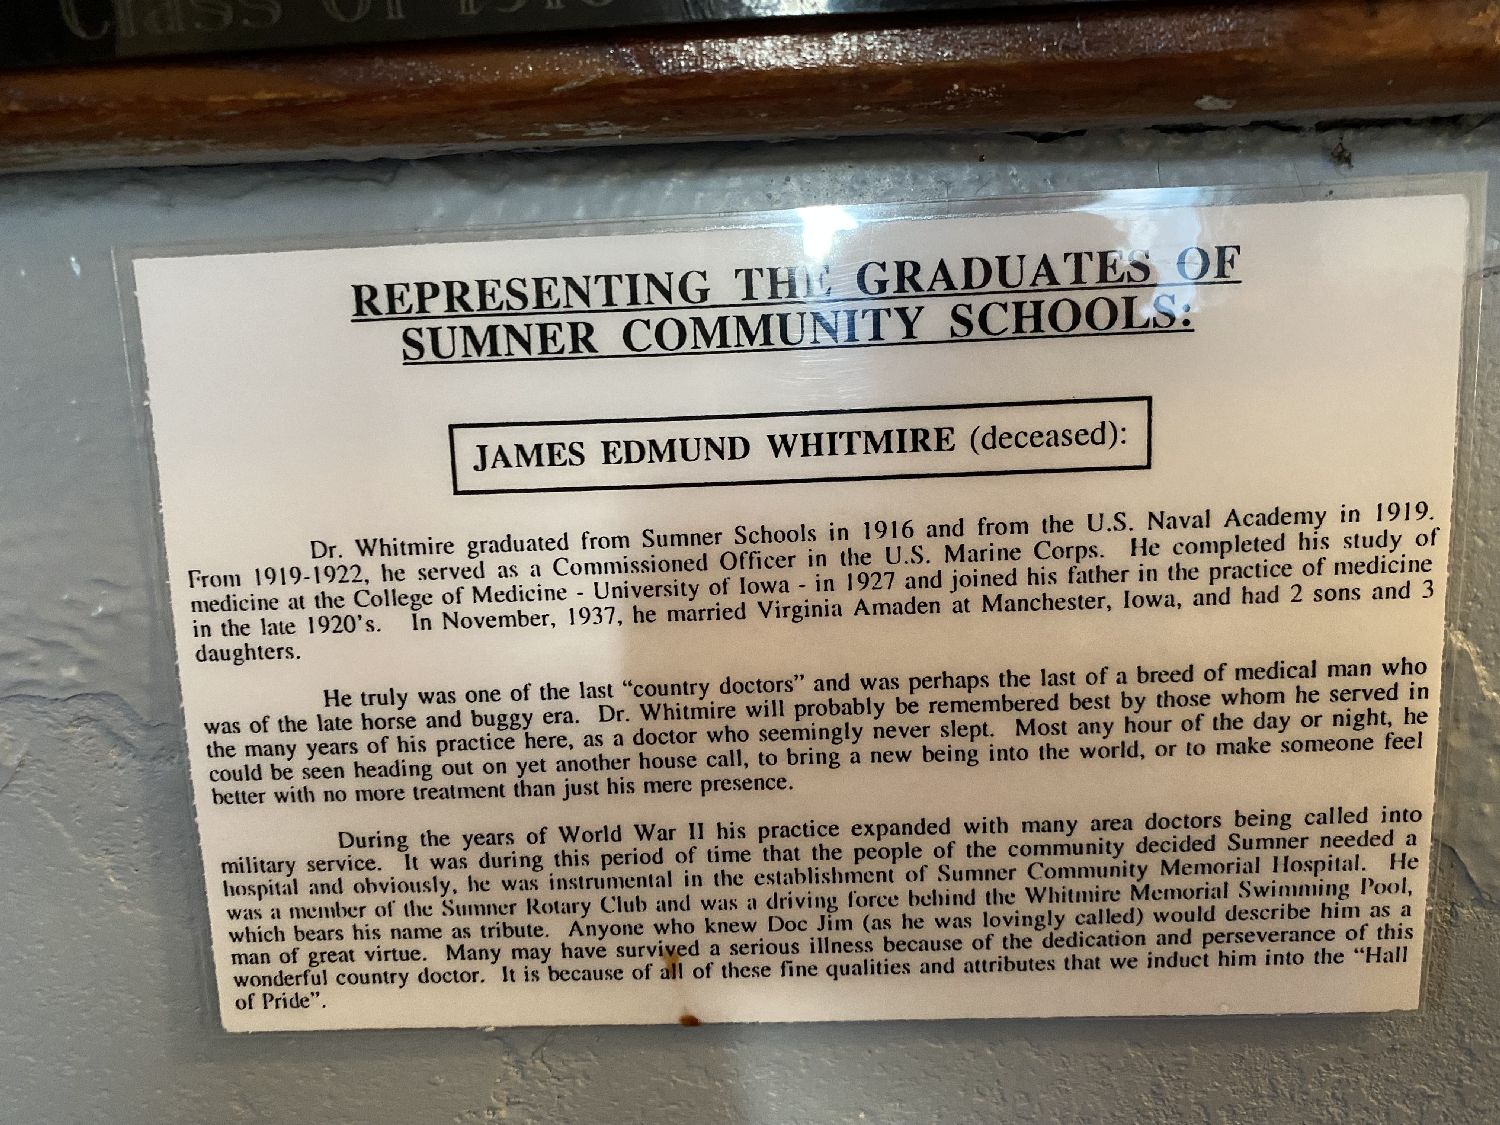 Class of 1916
REPRESENTING THE GRADUATES OF
SUMNER COMMUNITY SCHOOLS:
JAMES EDMUND WHITMIRE (deceased):
Dr. Whitmire graduated from Sumner Schools in 1916 and from the U.S. Naval Academy in 1919.
From 1919-1922, he served as a Commissioned Officer in the U.S. Marine Corps. He completed his study of
medicine at the College of Medicine - University of Iowa - in 1927 and joined his father in the practice of medicine
in the late 1920's. In November, 1937, he married Virginia Amaden at Manchester, Iowa, and had 2 sons and 3
daughters.
He truly was one of the last "country doctors" and was perhaps the last of a breed of medical man who
was of the late horse and buggy era. Dr. Whitmire will probably be remembered best by those whom he served in
the many years of his practice here, as a doctor who seemingly never slept. Most any hour of the day or night, he
could be seen heading out on yet another house call, to bring a new being into the world, or to make someone feel
better with no more treatment than just his mere presence.
During the years of World War II his practice expanded with many area doctors being called into
military service. It was during this period of time that the people of the community decided Sumner needed a
hospital and obviously, he was instrumental in the establishment of Sumner Community Memorial Hospital. He
was a member of the Sumner Rotary Club and was a driving force behind the Whitmire Memorial Swimming Pool,
which bears his name as tribute. Anyone who knew Doc Jim (as he was lovingly called) would describe him as a
man of great virtue. Many may have survived a serious illness because of the dedication and perseverance of this
wonderful country doctor. It is because of all of these fine qualities and attributes that we induct him into the "Hall
of Pride".